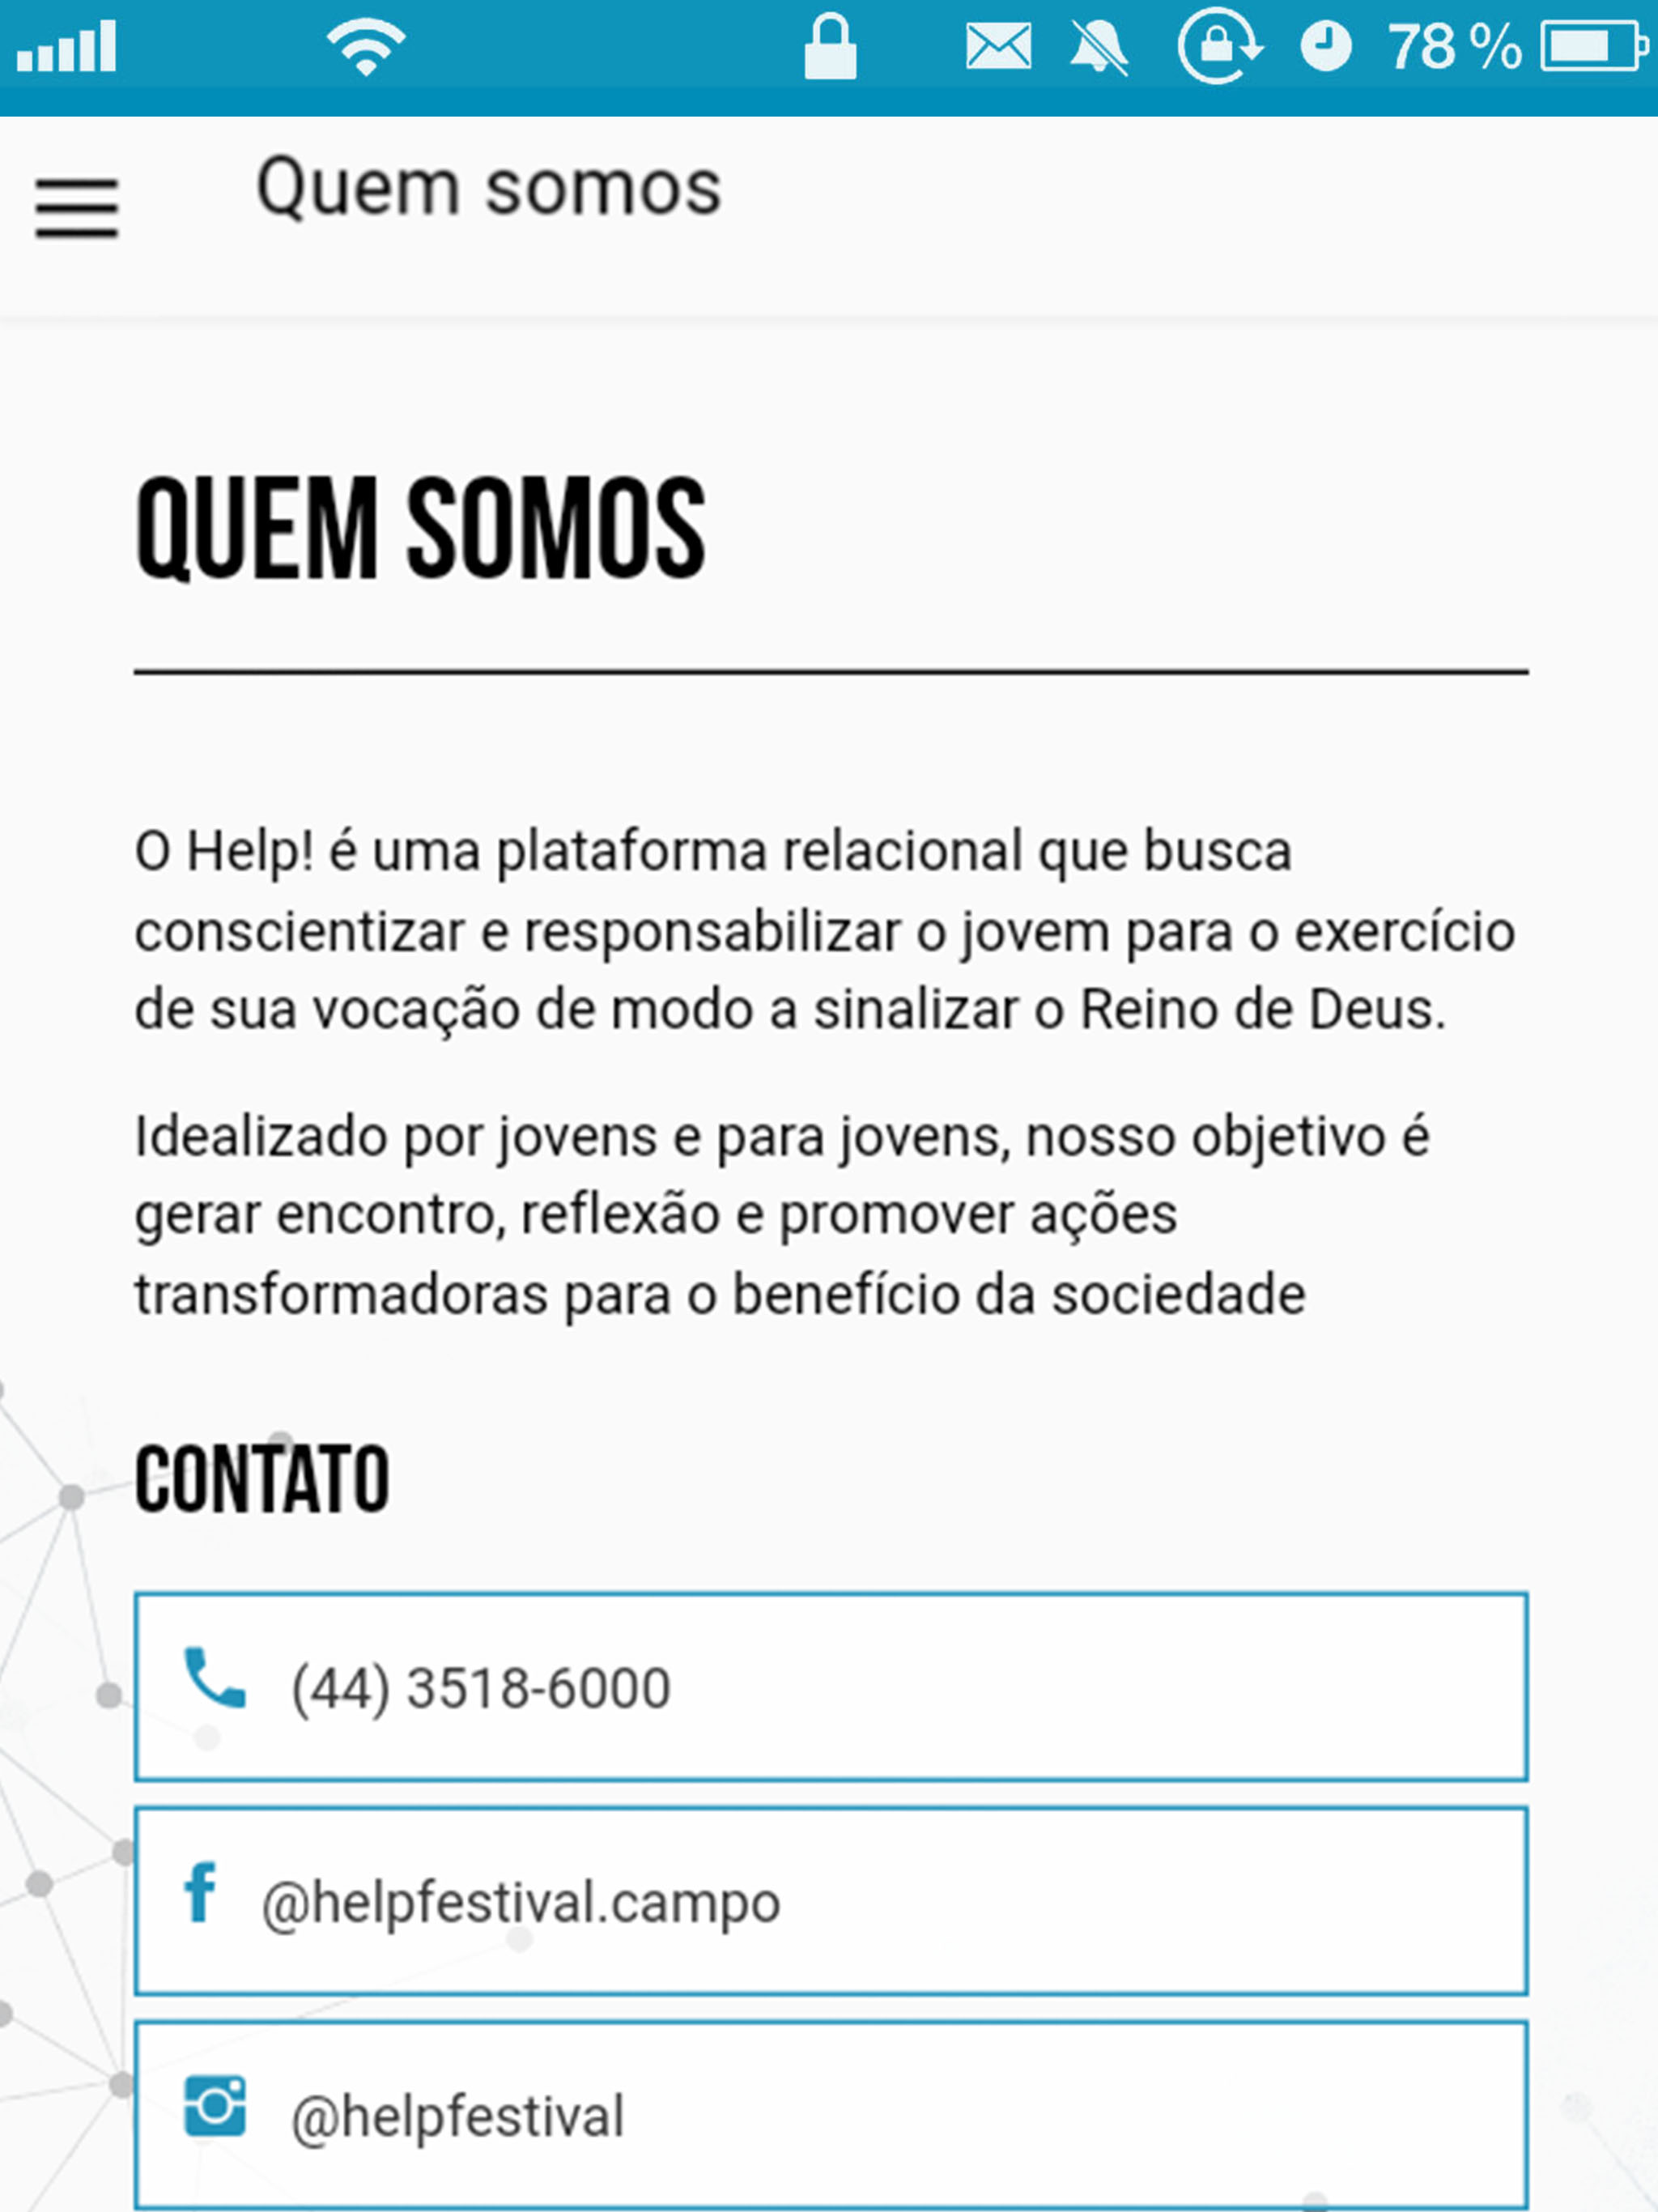 78 %
Quem somos
QUEM SOMOS
O Help! é uma plataforma relacional que busca
conscientizar e responsabilizar o jovem para o exercício
de sua vocação de modo a sinalizar o Reino de Deus.
Idealizado por jovens e para jovens, nosso objetivo é
gerar encontro, reflexão e promover ações
transformadoras para o benefício da sociedade
CONTATO
(44) 3518-6000
@helpfestival.campo
@helpfestival